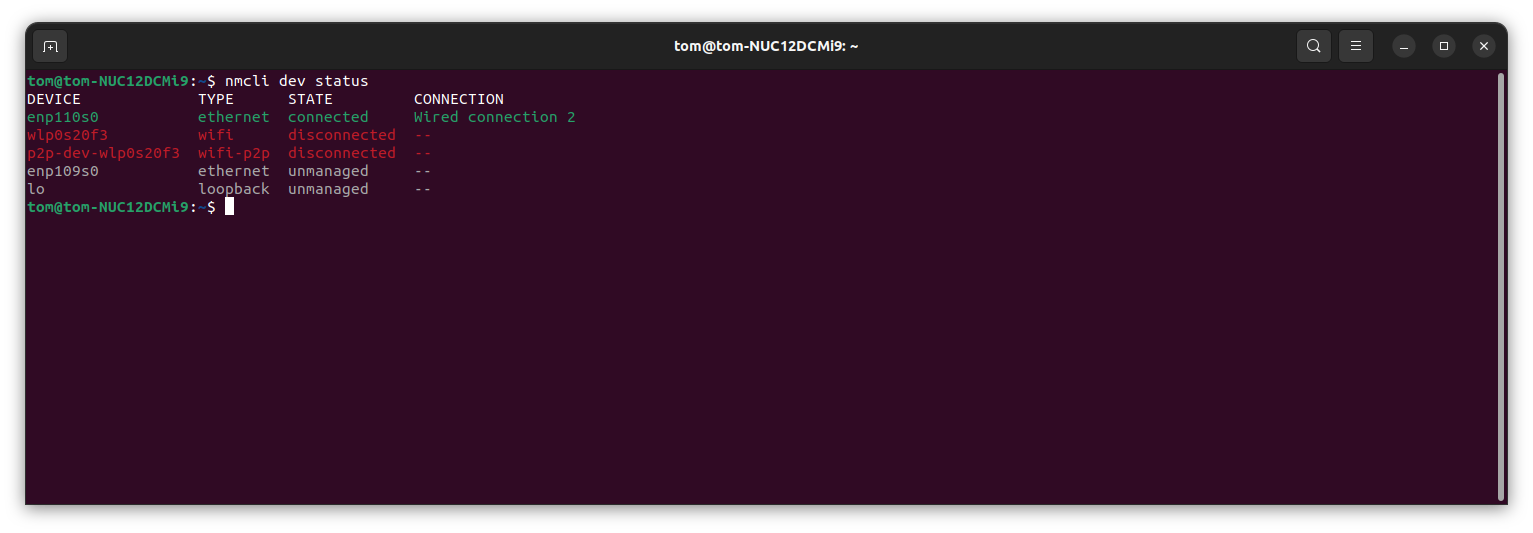 tom@tom-NUC12DCMi9: ~
tom@tom-NUC12DCMi9:~$ nmcli dev status
DEVICE             TYPE      STATE         CONNECTION
enp110s0           ethernet  connected     Wired connection 2
wlp0s20f3          wifi      disconnected  --
p2p-dev-wlp0s20f3  wifi-p2p  disconnected  --
enp109s0           ethernet  unmanaged     --
lo                 loopback  unmanaged     --
tom@tom-NUC12DCMi9:~$